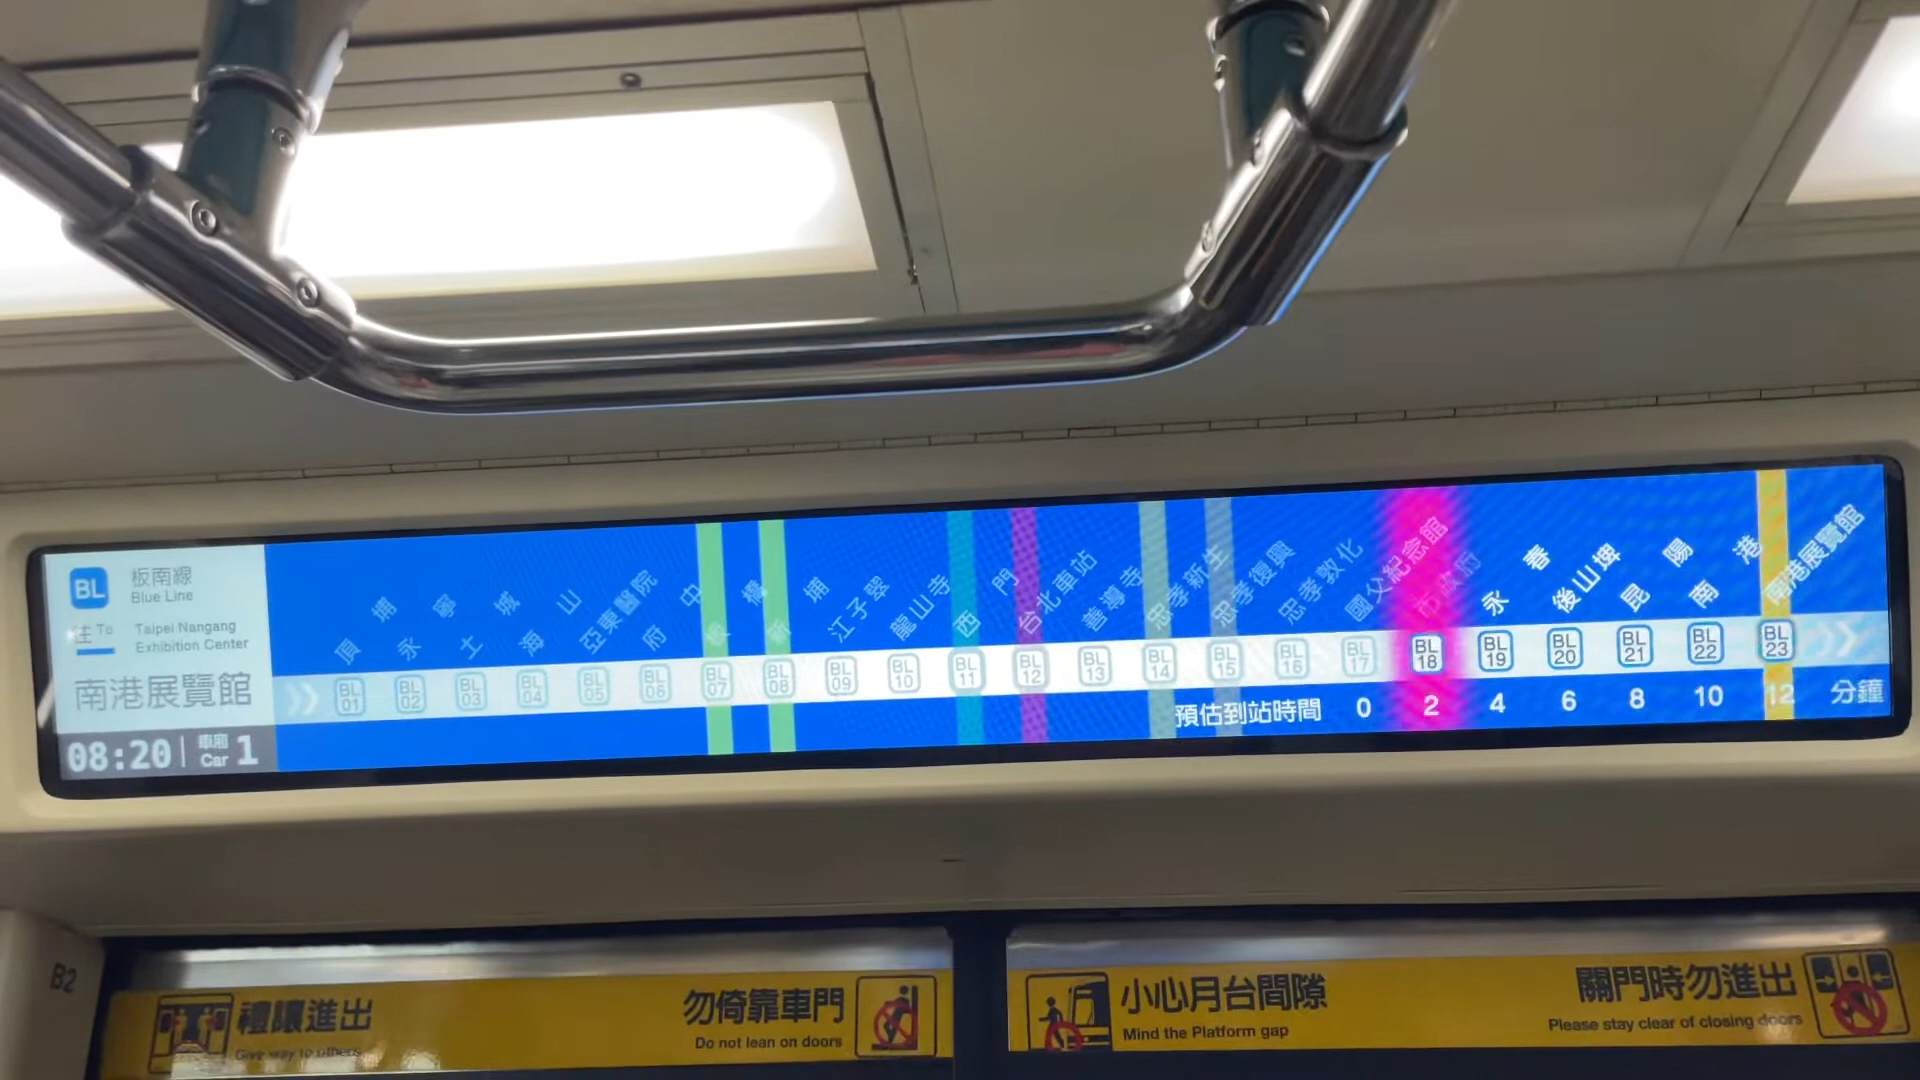 BL 板南線
Blue Line
往 To Taipei Nangang
Exhibition Center
南港展覽館
08:20 | 車廂 Car 1
頂埔 永寧 土城 海山 亞東醫院 府中 板橋 新埔 江子翠 龍山寺 西門 台北車站 善導寺 忠孝新生 忠孝復興 忠孝敦化 國父紀念館 市政府 永春 後山埤 昆陽 南港 南港展覽館
BL 01 BL 02 BL 03 BL 04 BL 05 BL 06 BL 07 BL 08 BL 09 BL 10 BL 11 BL 12 BL 13 BL 14 BL 15 BL 16 BL 17 BL 18 BL 19 BL 20 BL 21 BL 22 BL 23
預估到站時間 0 2 4 6 8 10 12 分鐘
B2
禮讓進出
Give way to others
勿倚靠車門
Do not lean on doors
小心月台間隙
Mind the Platform gap
關門時勿進出
Please stay clear of closing doors